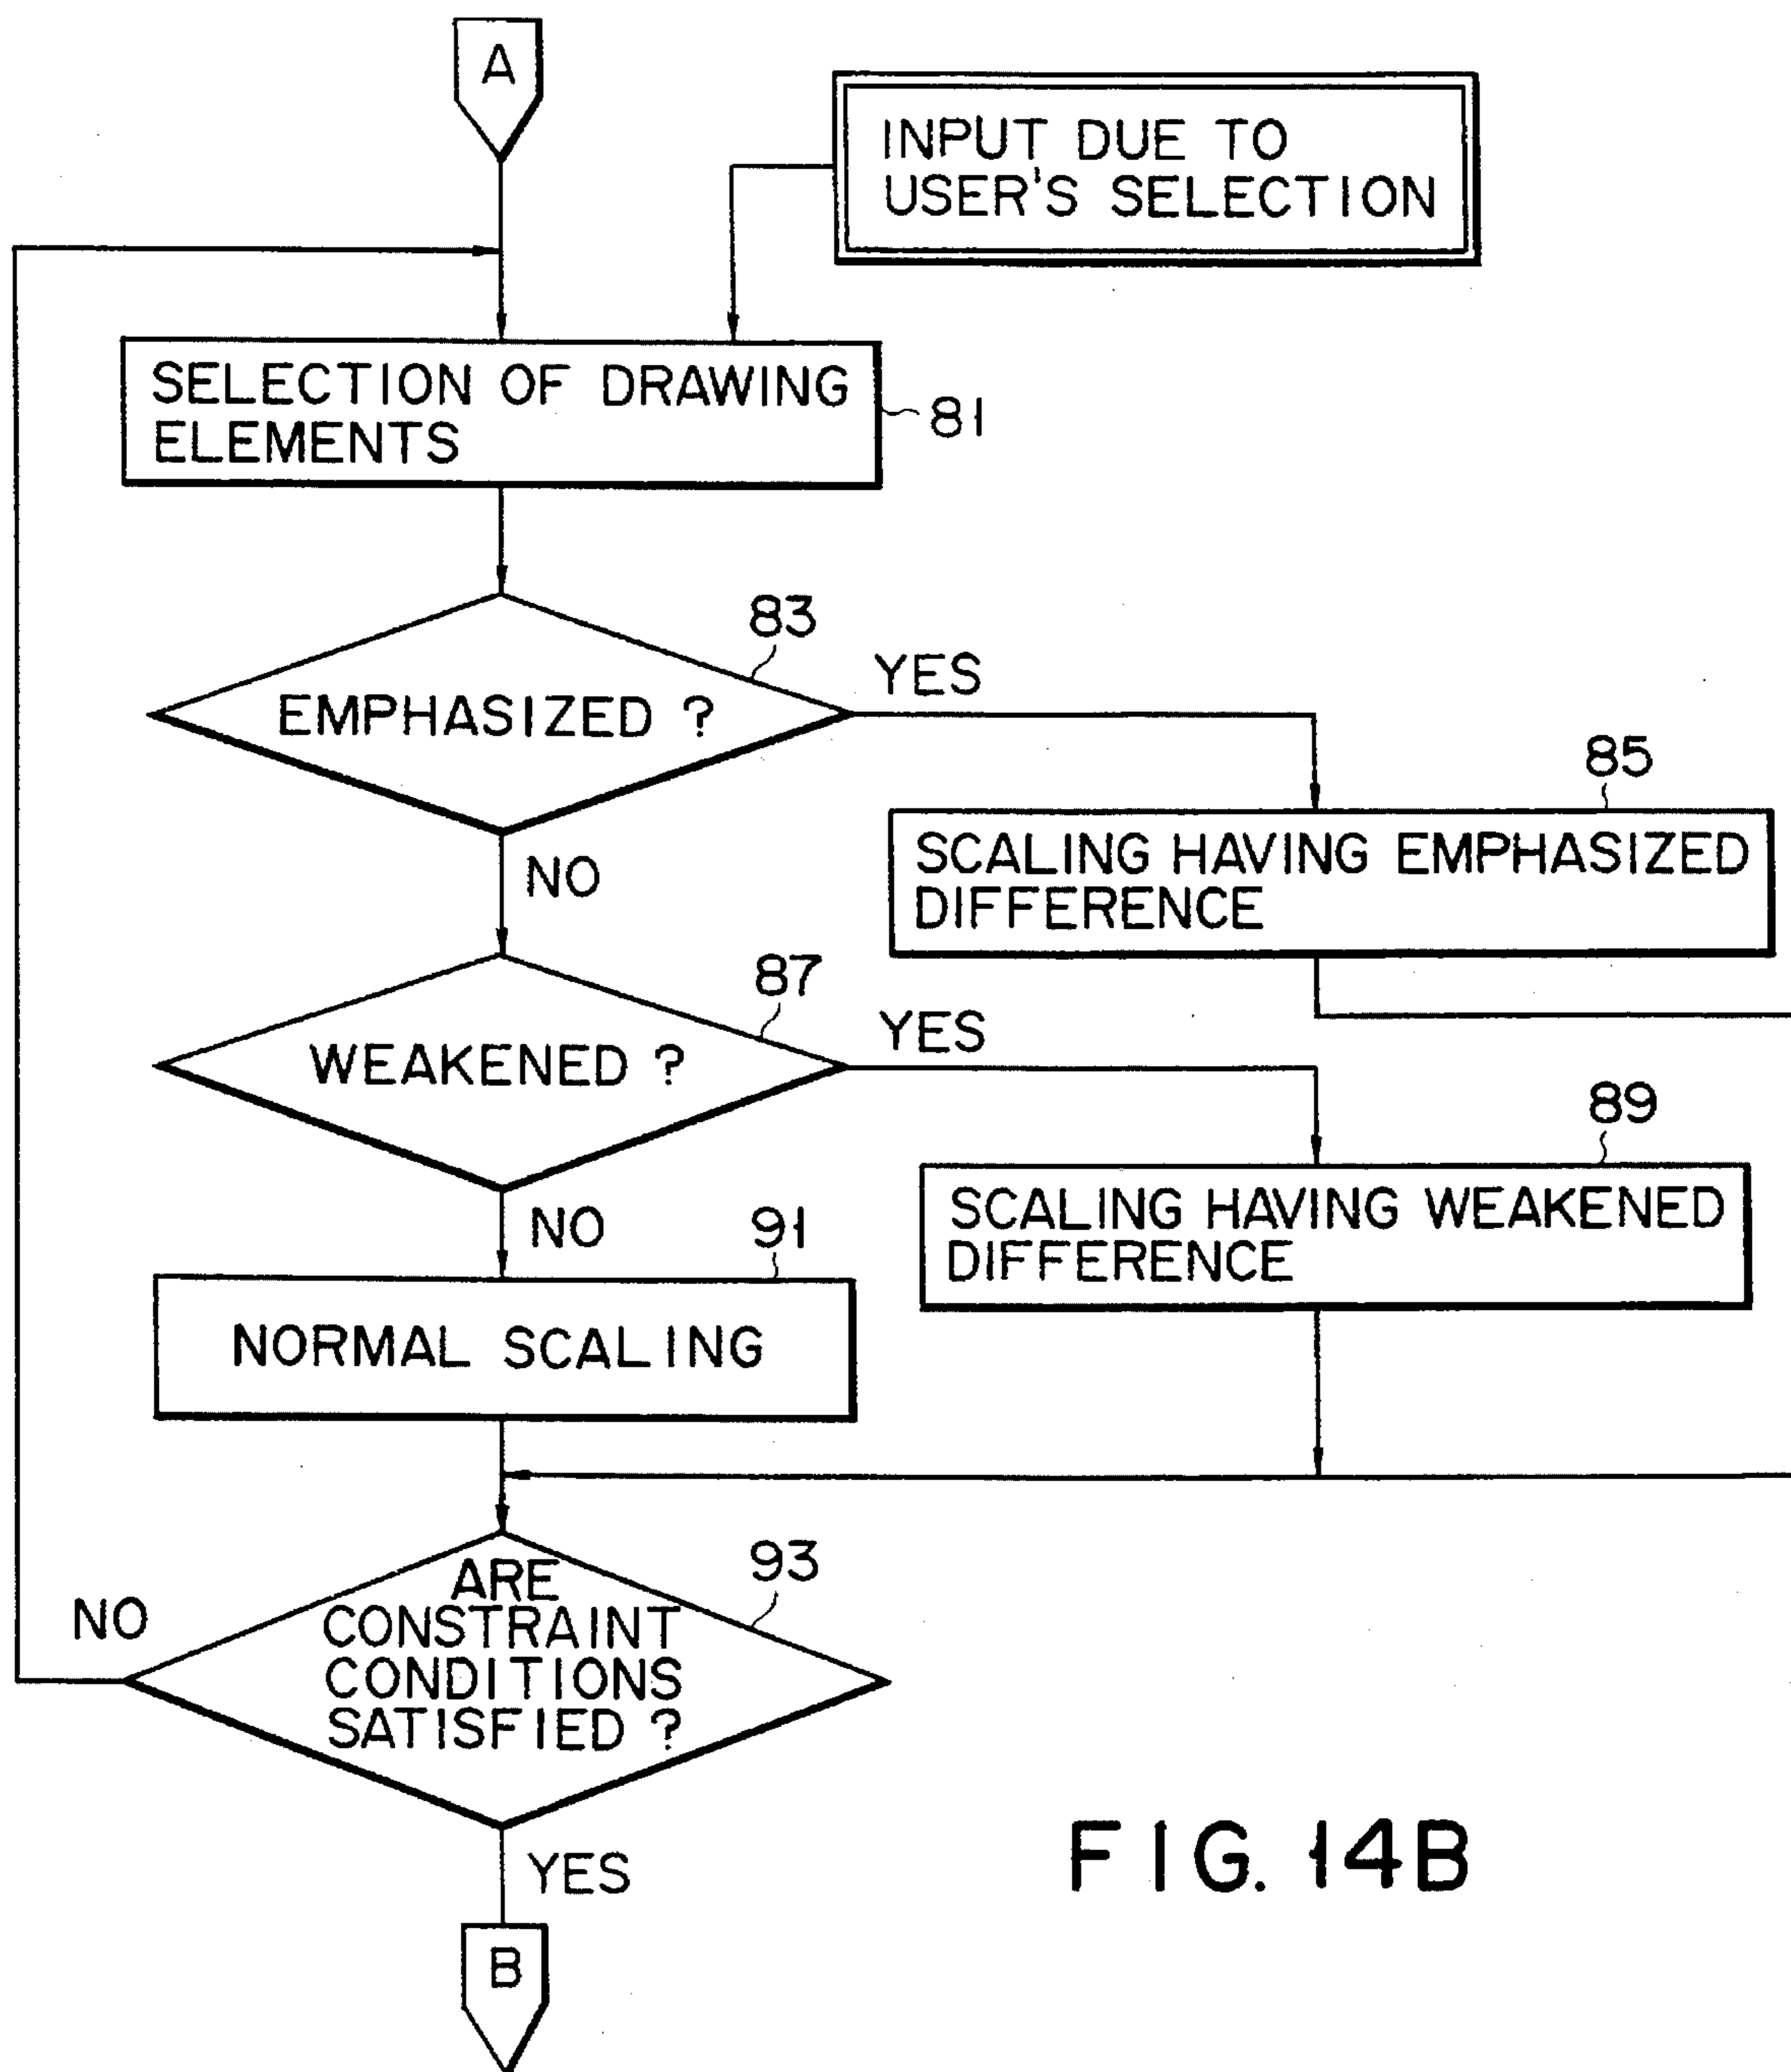 A
INPUT DUE TO
USER'S SELECTION
SELECTION OF DRAWING
ELEMENTS
81
83
EMPHASIZED ?
YES
NO
85
SCALING HAVING EMPHASIZED
DIFFERENCE
87
WEAKENED ?
YES
NO
89
SCALING HAVING WEAKENED
DIFFERENCE
91
NORMAL SCALING
93
ARE
CONSTRAINT
CONDITIONS
SATISFIED ?
NO
YES
B
FIG. 14B